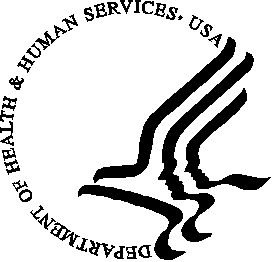 DEPARTMENT OF HEALTH & HUMAN SERVICES, USA